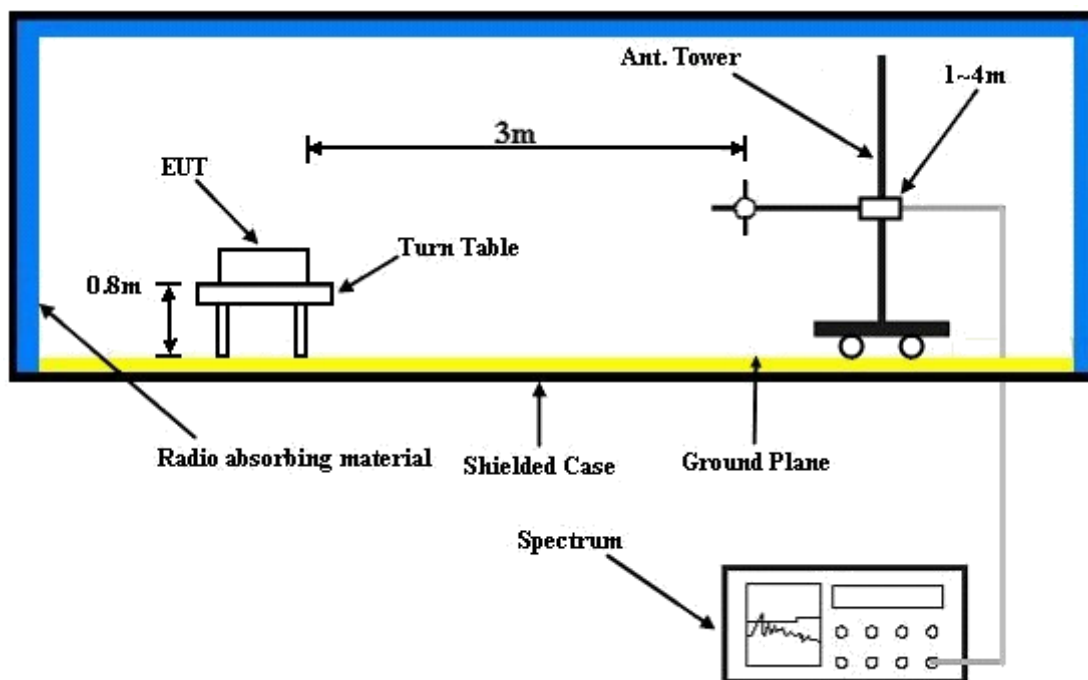 Ant. Tower
1~4m
3m
EUT
Turn Table
0.8m
Radio absorbing material
Shielded Case
Ground Plane
Spectrum